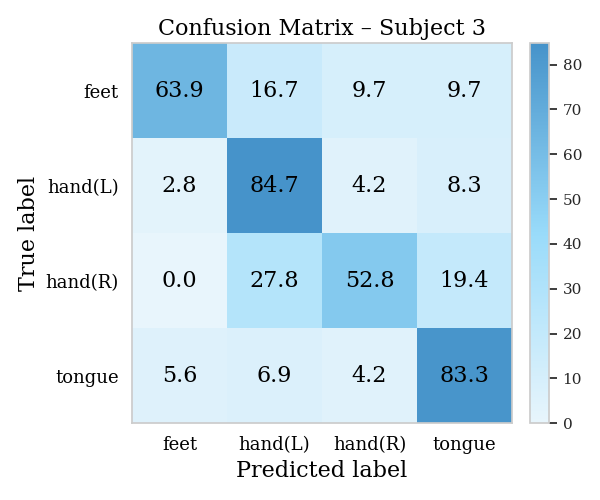 Confusion Matrix – Subject 3
feet 63.9 16.7 9.7 9.7
hand(L) 2.8 84.7 4.2 8.3
hand(R) 0.0 27.8 52.8 19.4
tongue 5.6 6.9 4.2 83.3
feet hand(L) hand(R) tongue
Predicted label
True label
80
70
60
50
40
30
20
10
0